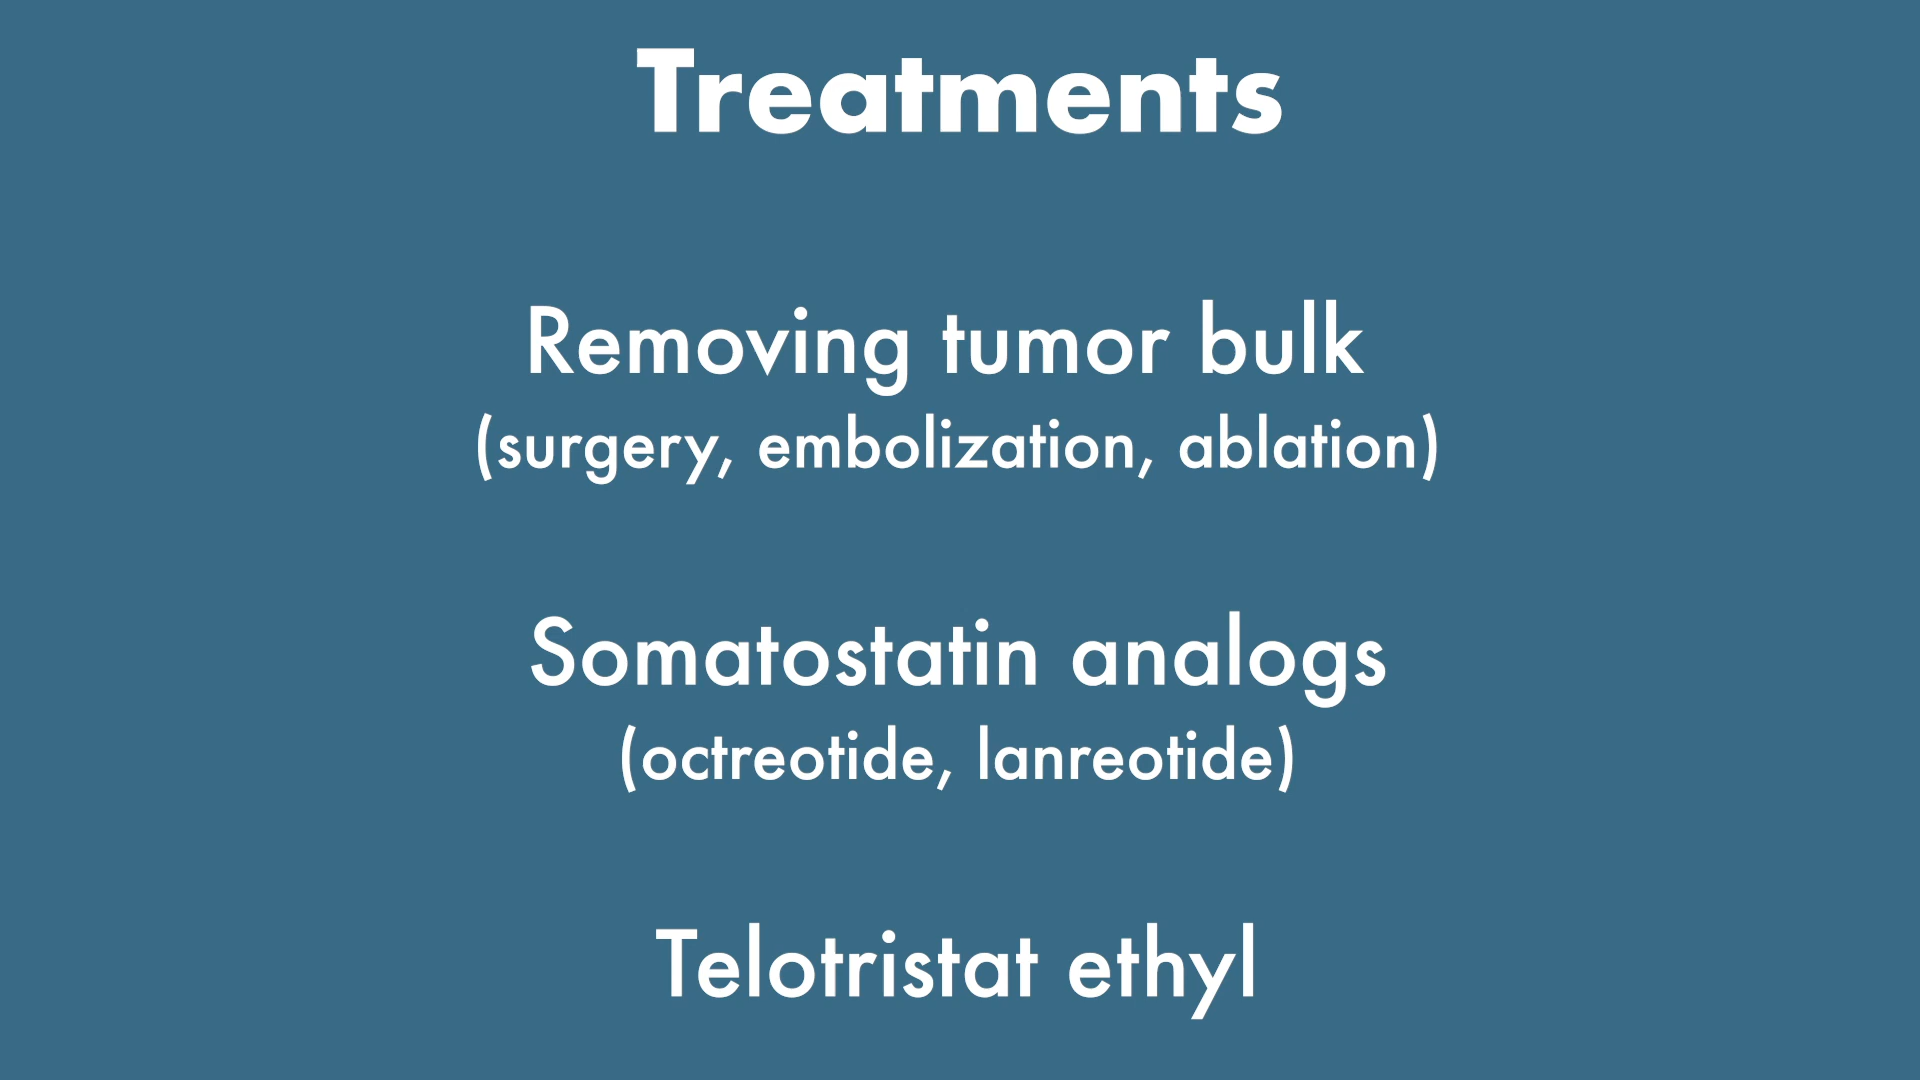 Treatments
Removing tumor bulk
(surgery, embolization, ablation)
Somatostatin analogs
(octreotide, lanreotide)
Telotristat ethyl